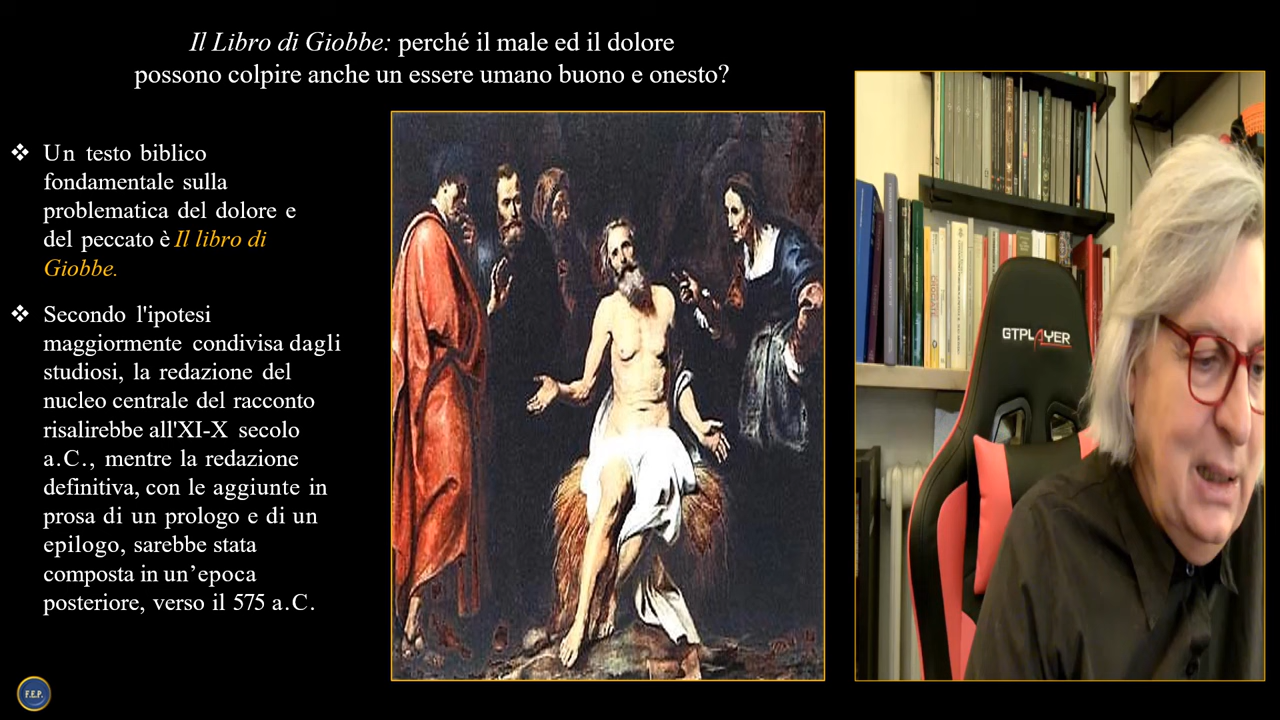 Il Libro di Giobbe: perché il male ed il dolore
possono colpire anche un essere umano buono e onesto?
❖ Un testo biblico
fondamentale sulla
problematica del dolore e
del peccato è Il libro di
Giobbe.
❖ Secondo l'ipotesi
maggiormente condivisa dagli
studiosi, la redazione del
nucleo centrale del racconto
risalirebbe all'XI-X secolo
a.C., mentre la redazione
definitiva, con le aggiunte in
prosa di un prologo e di un
epilogo, sarebbe stata
composta in un’epoca
posteriore, verso il 575 a.C.
GTPLAYER
F.E.P.